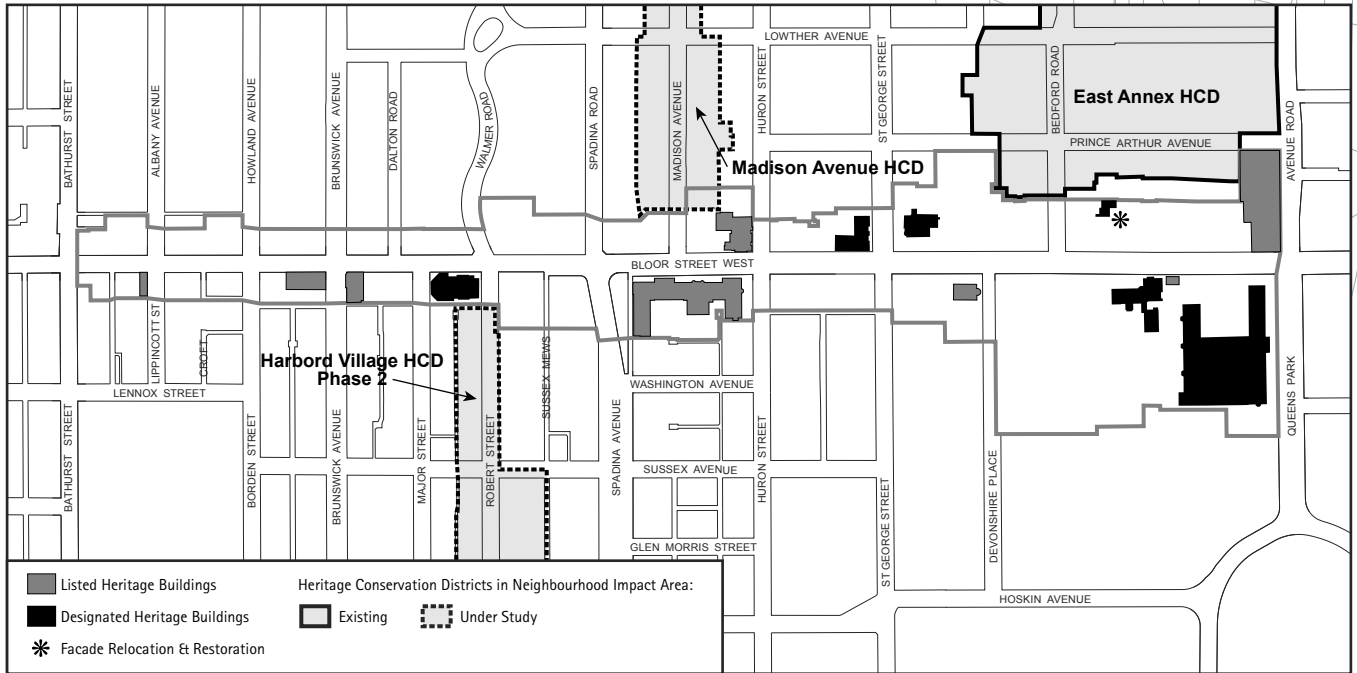 LOWTHER AVENUE
BATHURST STREET
ALBANY AVENUE
HOWLAND AVENUE
BRUNSWICK AVENUE
DALTON ROAD
WALMER ROAD
SPADINA ROAD
MADISON AVENUE
HURON STREET
ST GEORGE STREET
BEDFORD ROAD
East Annex HCD
PRINCE ARTHUR AVENUE
AVENUE ROAD
Madison Avenue HCD
BLOOR STREET WEST
LIPPINCOTT ST
CROFT
Harbord Village HCD
Phase 2
LENNOX STREET
SUSSEX MEWS
WASHINGTON AVENUE
QUEENS PARK
BATHURST STREET
BORDEN STREET
BRUNSWICK AVENUE
MAJOR STREET
ROBERT STREET
SPADINA AVENUE
SUSSEX AVENUE
HURON STREET
ST GEORGE STREET
DEVONSHIRE PLACE
GLEN MORRIS STREET
HOSKIN AVENUE
Listed Heritage Buildings
Designated Heritage Buildings
Facade Relocation & Restoration
Heritage Conservation Districts in Neighbourhood Impact Area:
Existing
Under Study